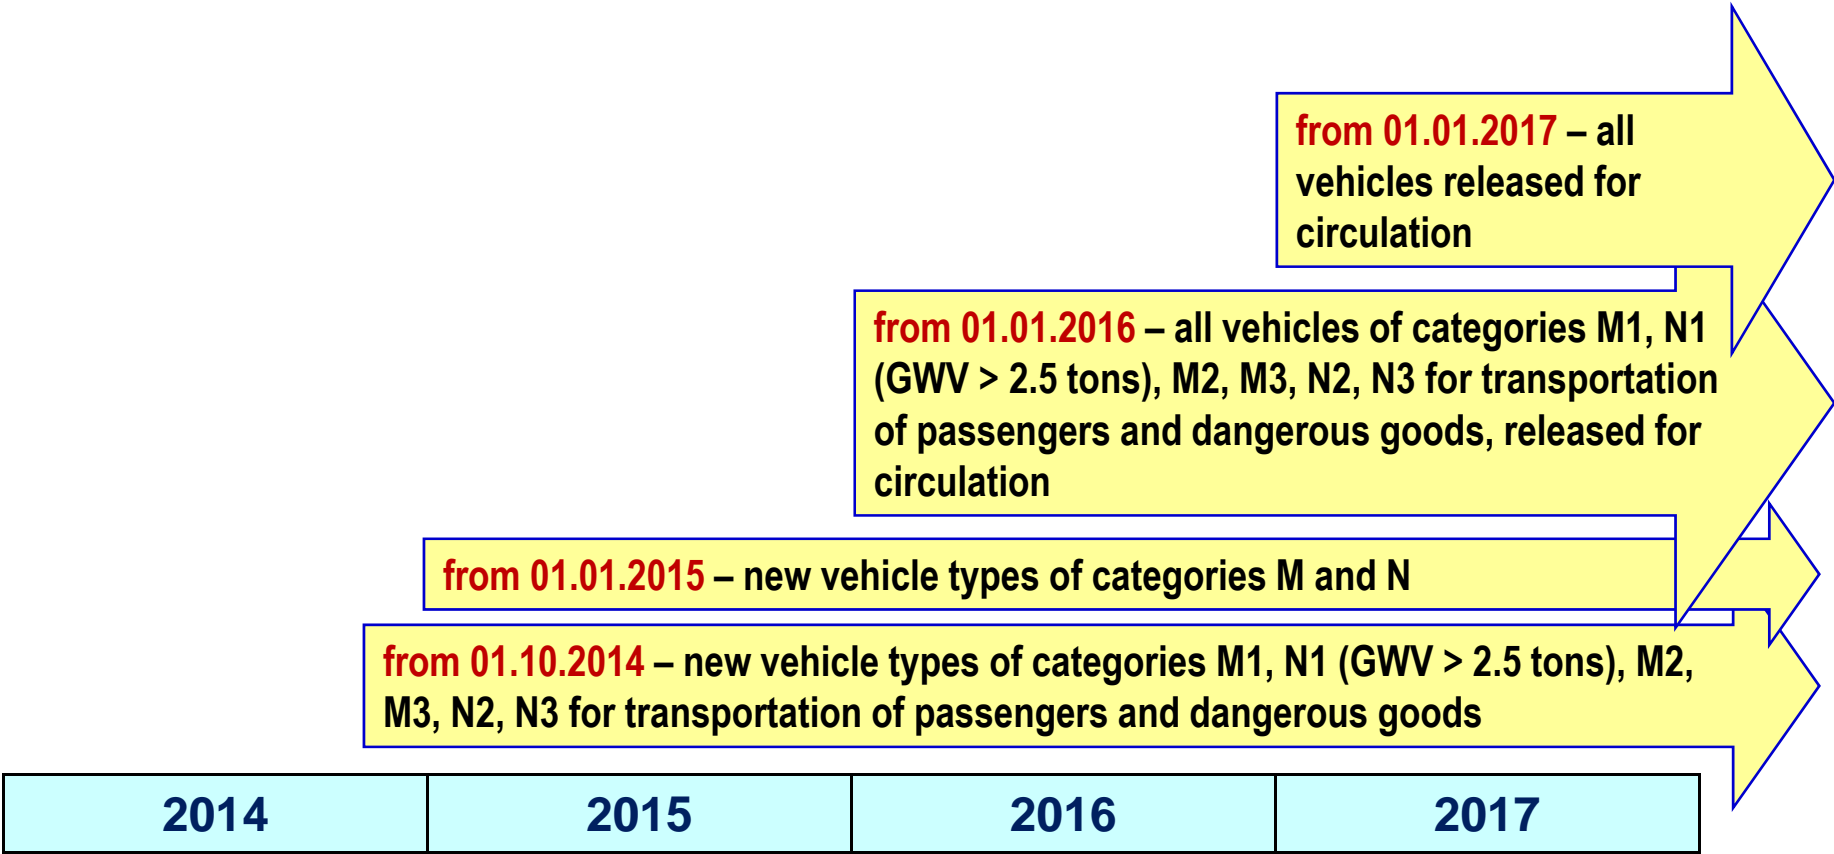 from 01.01.2017 – all
vehicles released for
circulation
from 01.01.2016 – all vehicles of categories M1, N1
(GWV > 2.5 tons), M2, M3, N2, N3 for transportation
of passengers and dangerous goods, released for
circulation
from 01.01.2015 – new vehicle types of categories M and N
from 01.10.2014 – new vehicle types of categories M1, N1 (GWV > 2.5 tons), M2,
M3, N2, N3 for transportation of passengers and dangerous goods
2014 2015 2016 2017